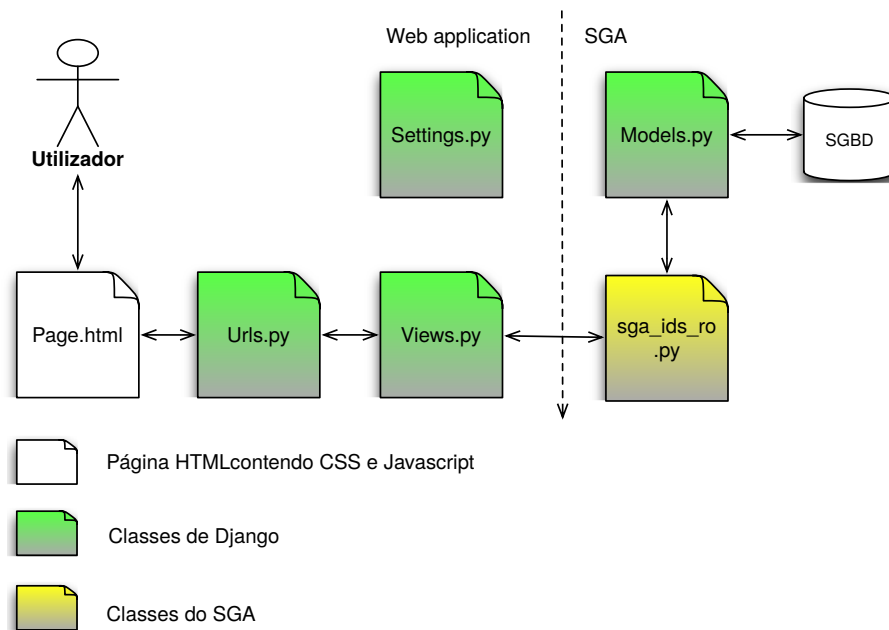 Web application
SGA
Settings.py
Models.py
SGBD
Utilizador
Page.html
Urls.py
Views.py
sga_ids_ro
.py
Página HTMLcontendo CSS e Javascript
Classes de Django
Classes do SGA